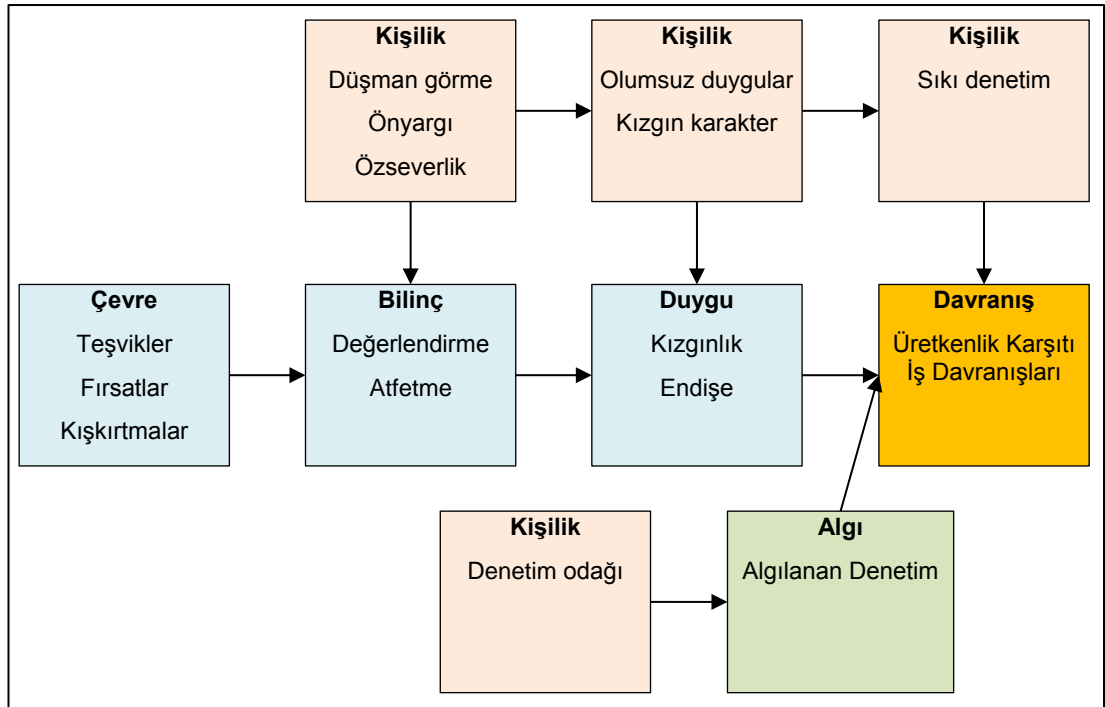 Kişilik
Düşman görme
Önyargı
Özseverlik
Kişilik
Olumsuz duygular
Kızgın karakter
Kişilik
Sıkı denetim
Çevre
Teşvikler
Fırsatlar
Kışkırtmalar
Bilinç
Değerlendirme
Atfetme
Duygu
Kızgınlık
Endişe
Davranış
Üretkenlik Karşıtı
İş Davranışları
Kişilik
Denetim odağı
Algı
Algılanan Denetim